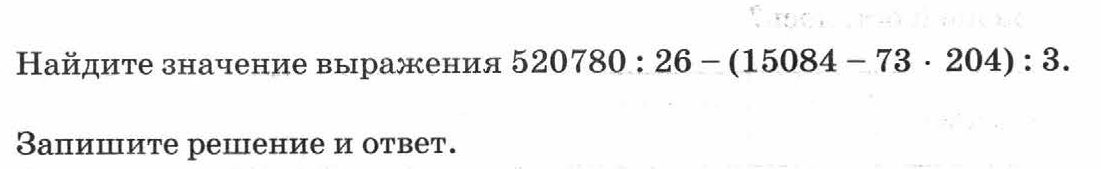 Найдите значение выражения 520780 : 26 – (15084 – 73 · 204) : 3.
Запишите решение и ответ.